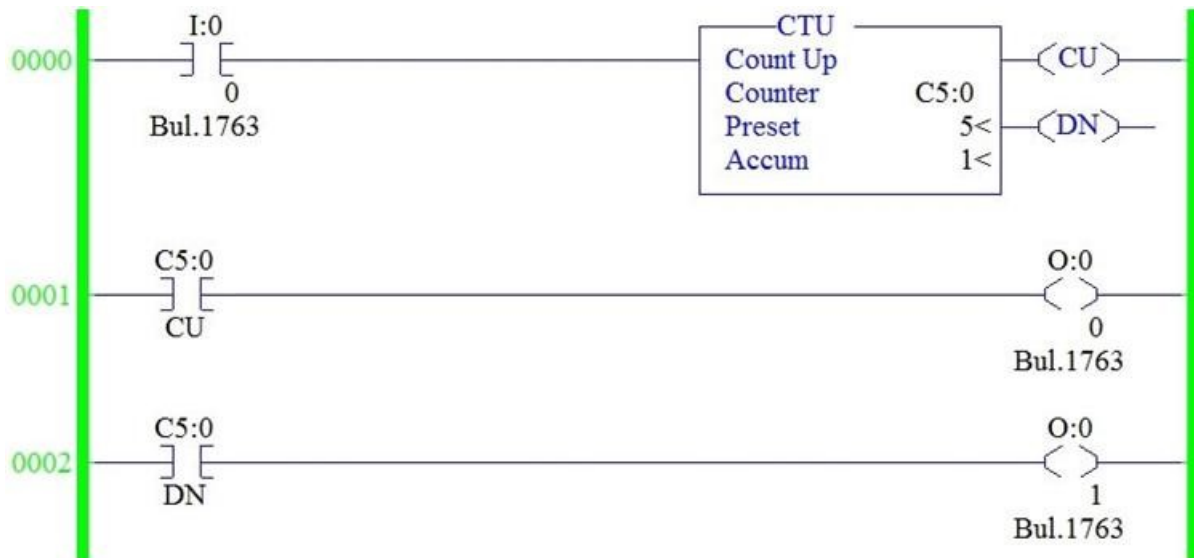 I:0
CTU
0000
Count Up
CU
0
Counter C5:0
Bul.1763
Preset 5<
DN
Accum 1<
C5:0
O:0
0001
CU
0
Bul.1763
C5:0
O:0
0002
DN
1
Bul.1763